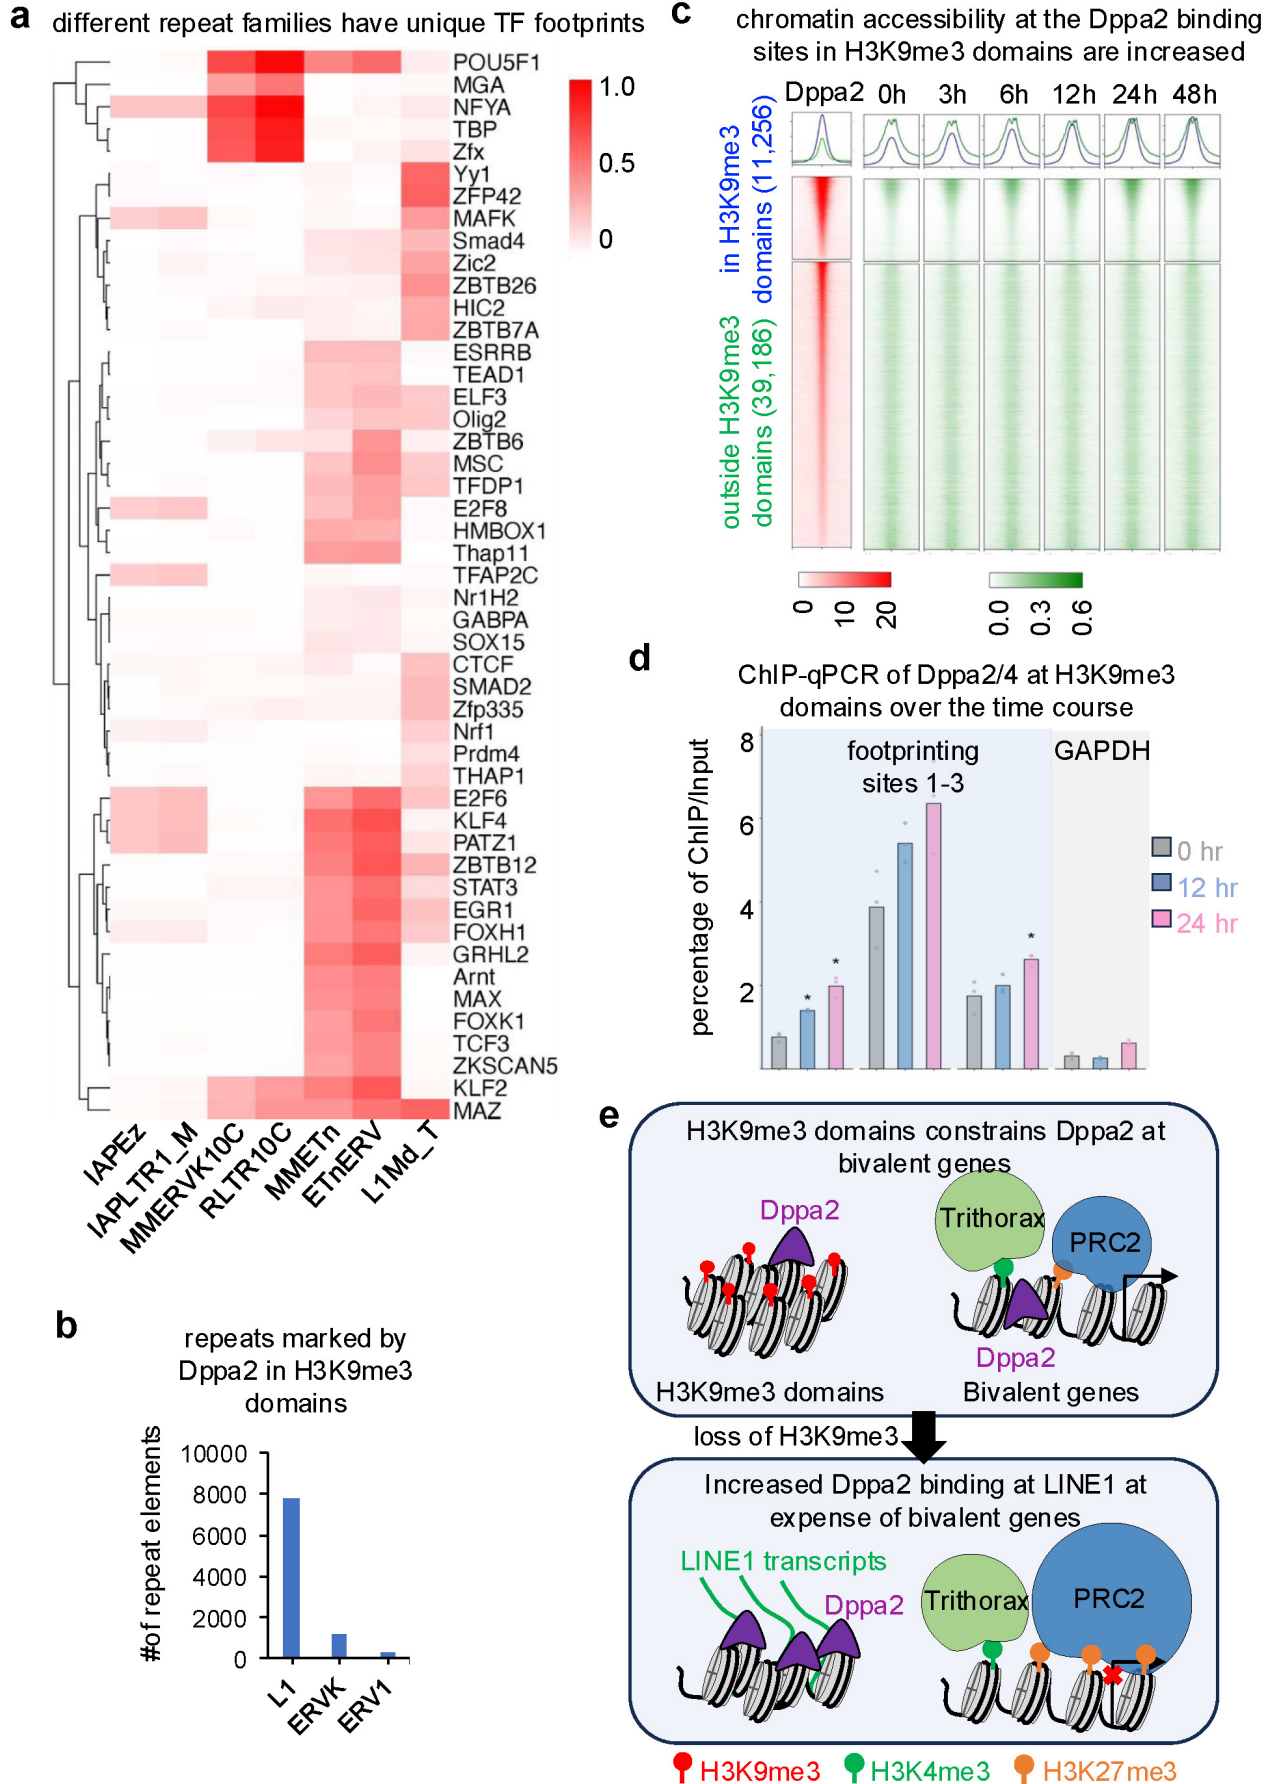 a
different repeat families have unique TF footprints
POU5F1
MGA
NFYA
TBP
Zfx
Yy1
ZFP42
MAFK
Smad4
Zic2
ZBTB26
HIC2
ZBTB7A
ESRRB
TEAD1
ELF3
Olig2
ZBTB6
MSC
TFDP1
E2F8
HMBOX1
Thap11
TFAP2C
Nr1H2
GABPA
SOX15
CTCF
SMAD2
Zfp335
Nrf1
Prdm4
THAP1
E2F6
KLF4
PATZ1
ZBTB12
STAT3
EGR1
FOXH1
GRHL2
Arnt
MAX
FOXK1
TCF3
ZKSCAN5
KLF2
MAZ
1.0
0.5
0
IAPEz
IAPLTR1_M
MMERVK10C
RLTR10C
MMETn
ETnERV
L1Md_T
b
repeats marked by
Dppa2 in H3K9me3
domains
#of repeat elements
10000
8000
6000
4000
2000
0
L1
ERVK
ERV1
c
chromatin accessibility at the Dppa2 binding
sites in H3K9me3 domains are increased
Dppa2 0h 3h 6h 12h 24h 48h
in H3K9me3
domains (11,256)
outside H3K9me3
domains (39,186)
0 10 20
0.0 0.3 0.6
d
ChIP-qPCR of Dppa2/4 at H3K9me3
domains over the time course
percentage of ChIP/Input
8
6
4
2
footprinting
sites 1-3
GAPDH
* * *
0 hr
12 hr
24 hr
e
H3K9me3 domains constrains Dppa2 at
bivalent genes
Dppa2
Trithorax
PRC2
Dppa2
H3K9me3 domains
Bivalent genes
loss of H3K9me3
Increased Dppa2 binding at LINE1 at
expense of bivalent genes
LINE1 transcripts
Dppa2
Trithorax
PRC2
H3K9me3
H3K4me3
H3K27me3